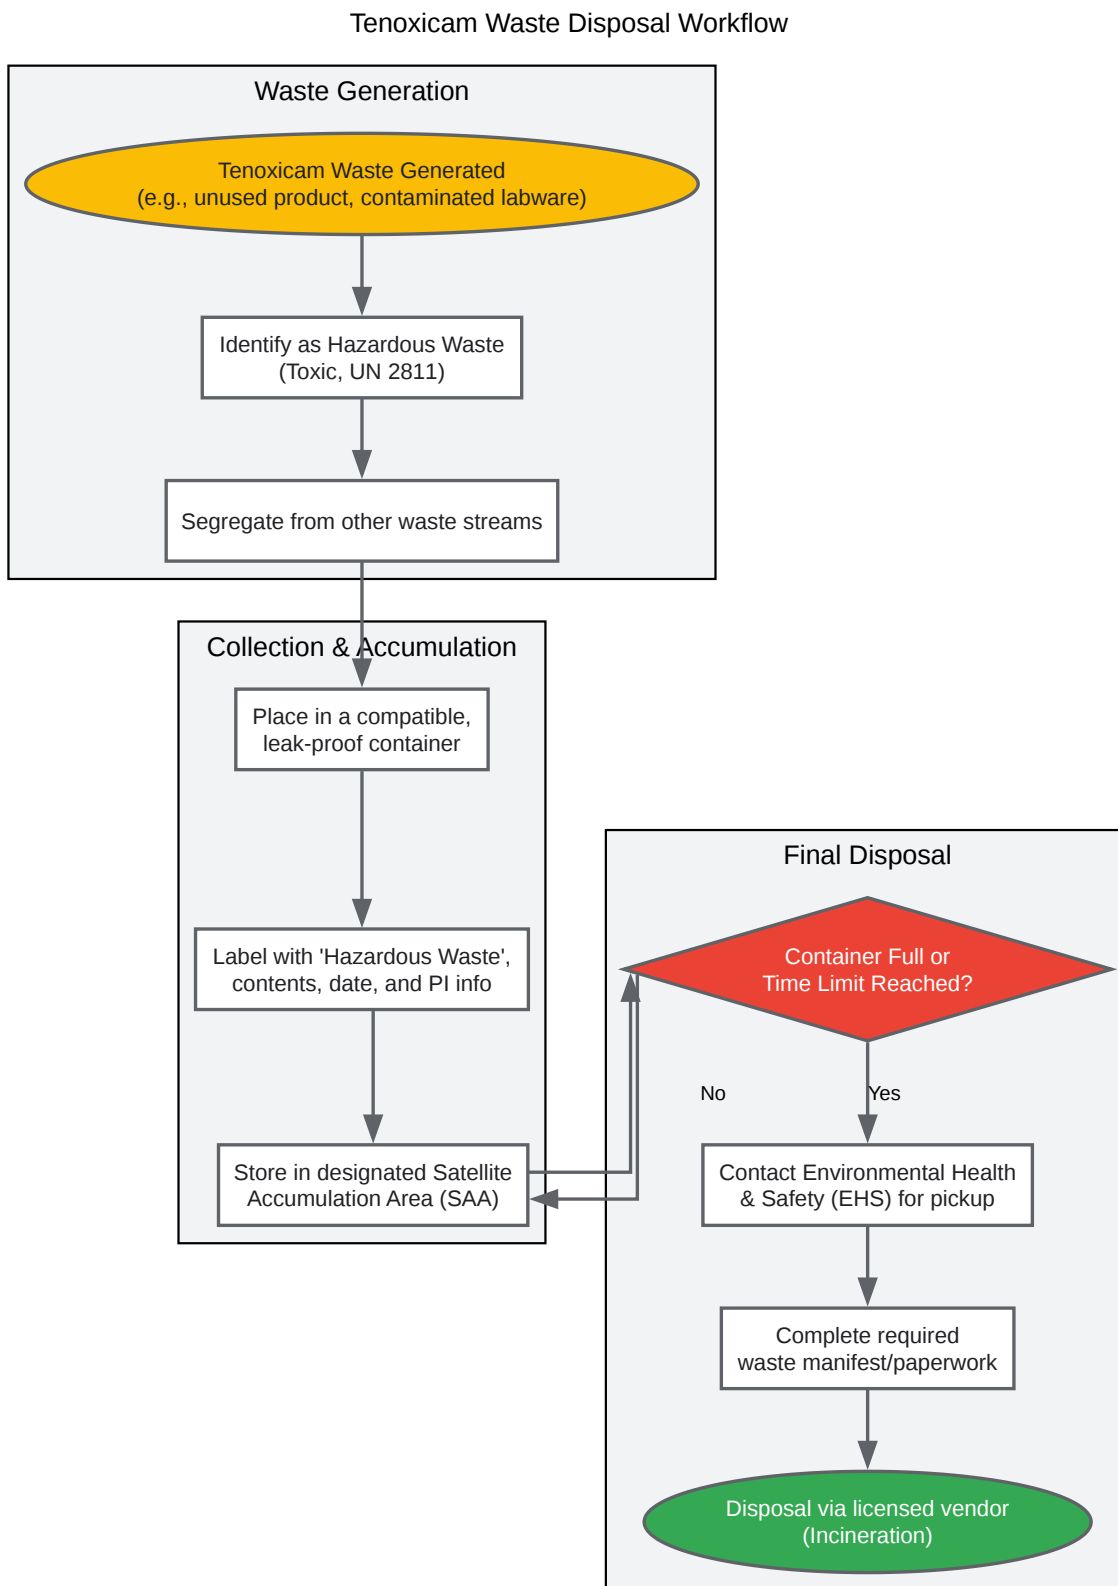 Tenoxicam Waste Disposal Workflow
Waste Generation
Tenoxicam Waste Generated
(e.g., unused product, contaminated labware)
Identify as Hazardous Waste
(Toxic, UN 2811)
Segregate from other waste streams
Collection & Accumulation
Place in a compatible,
leak-proof container
Label with 'Hazardous Waste',
contents, date, and PI info
Store in designated Satellite
Accumulation Area (SAA)
Final Disposal
Container Full or
Time Limit Reached?
No
Yes
Contact Environmental Health
& Safety (EHS) for pickup
Complete required
waste manifest/paperwork
Disposal via licensed vendor
(Incineration)